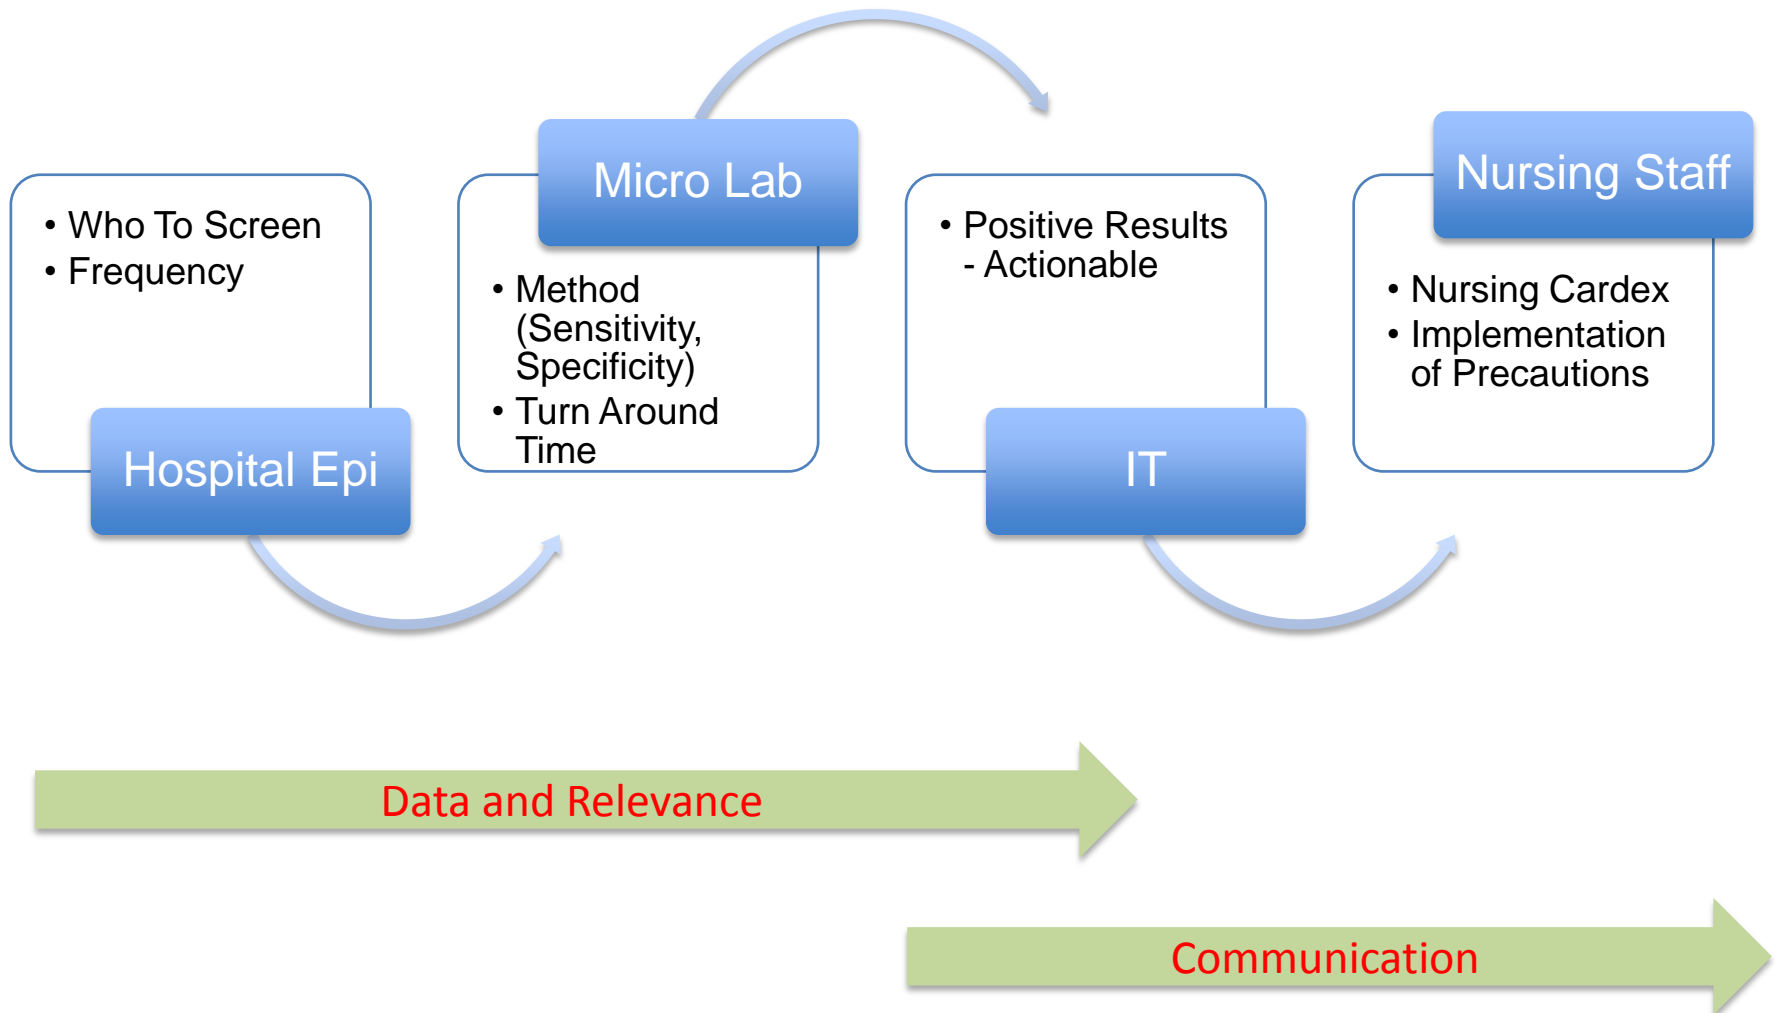 • Who To Screen
• Frequency
Hospital Epi
Micro Lab
• Method
(Sensitivity,
Specificity)
• Turn Around
Time
• Positive Results
- Actionable
IT
Nursing Staff
• Nursing Cardex
• Implementation
of Precautions
Data and Relevance
Communication